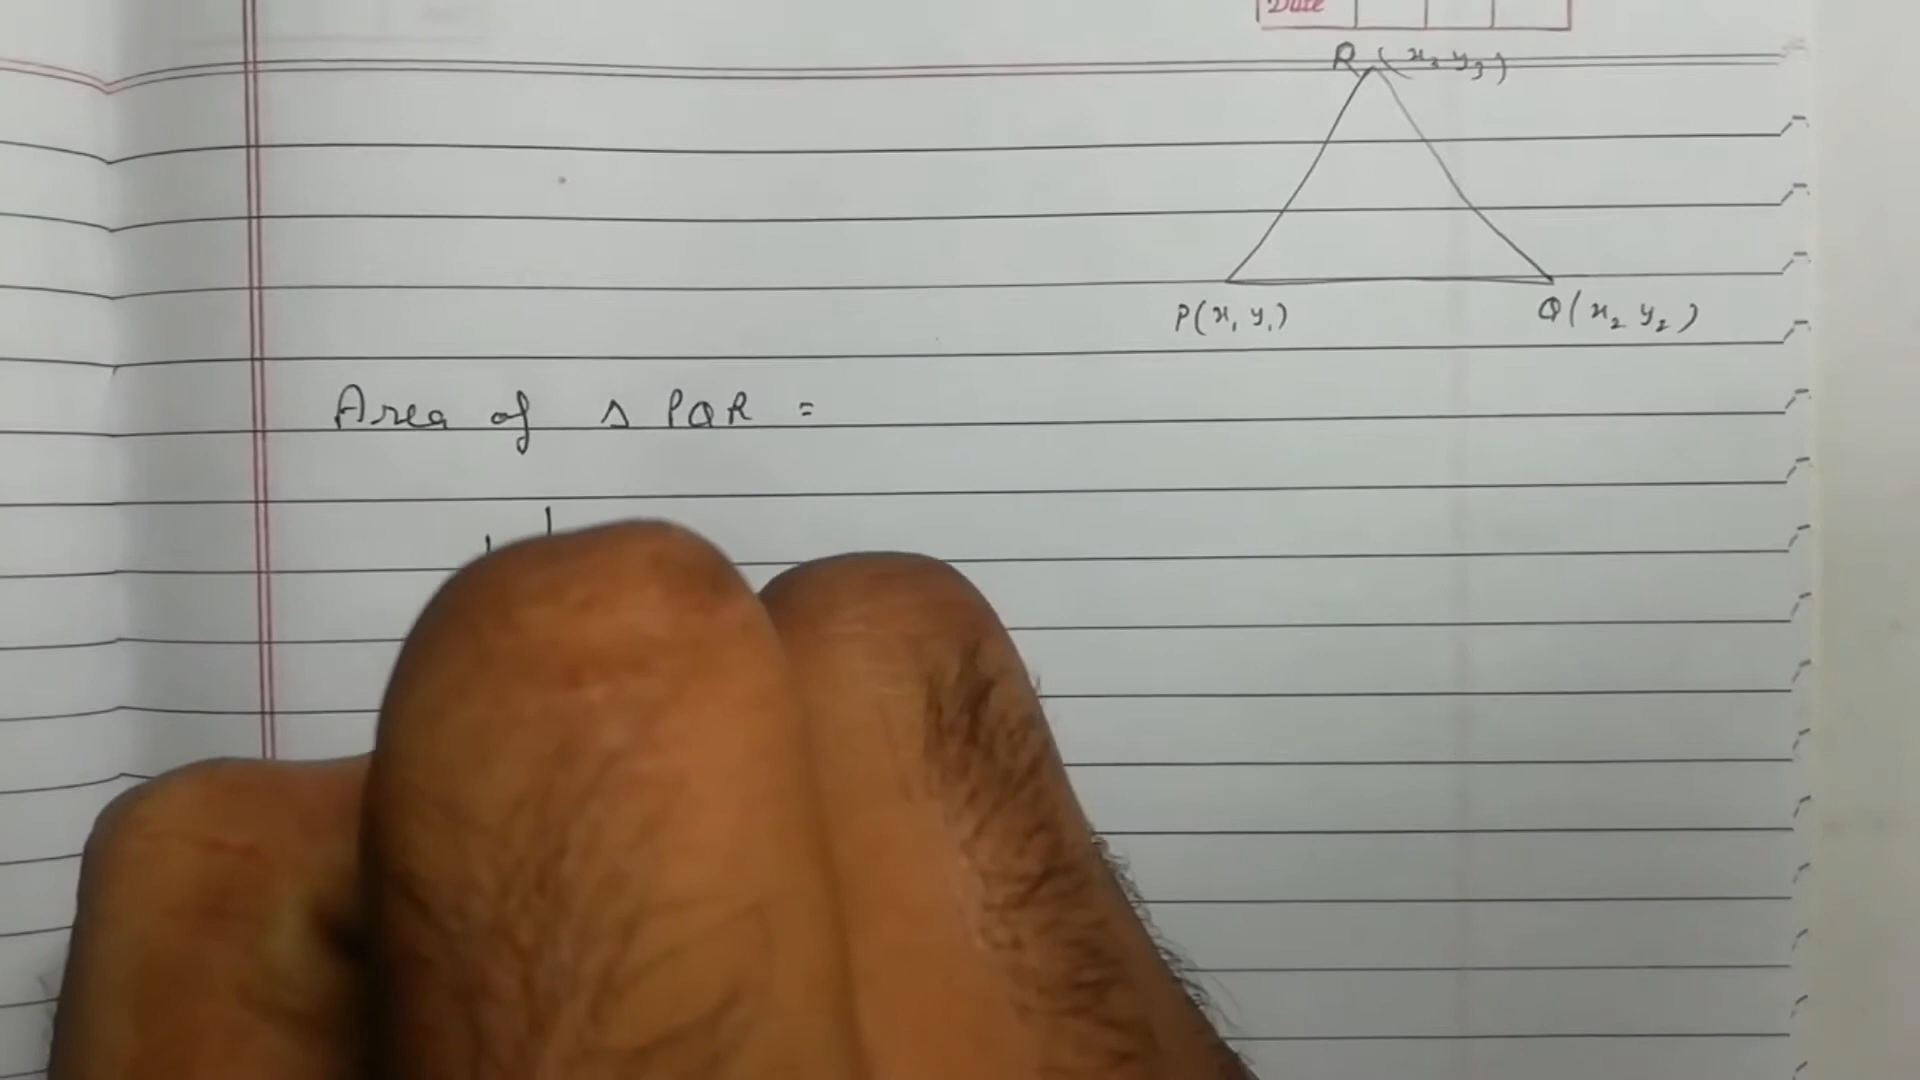 Date
R (x₃ y₃)
P(x₁ y₁)
Q(x₂ y₂)
Area of Δ PQR =